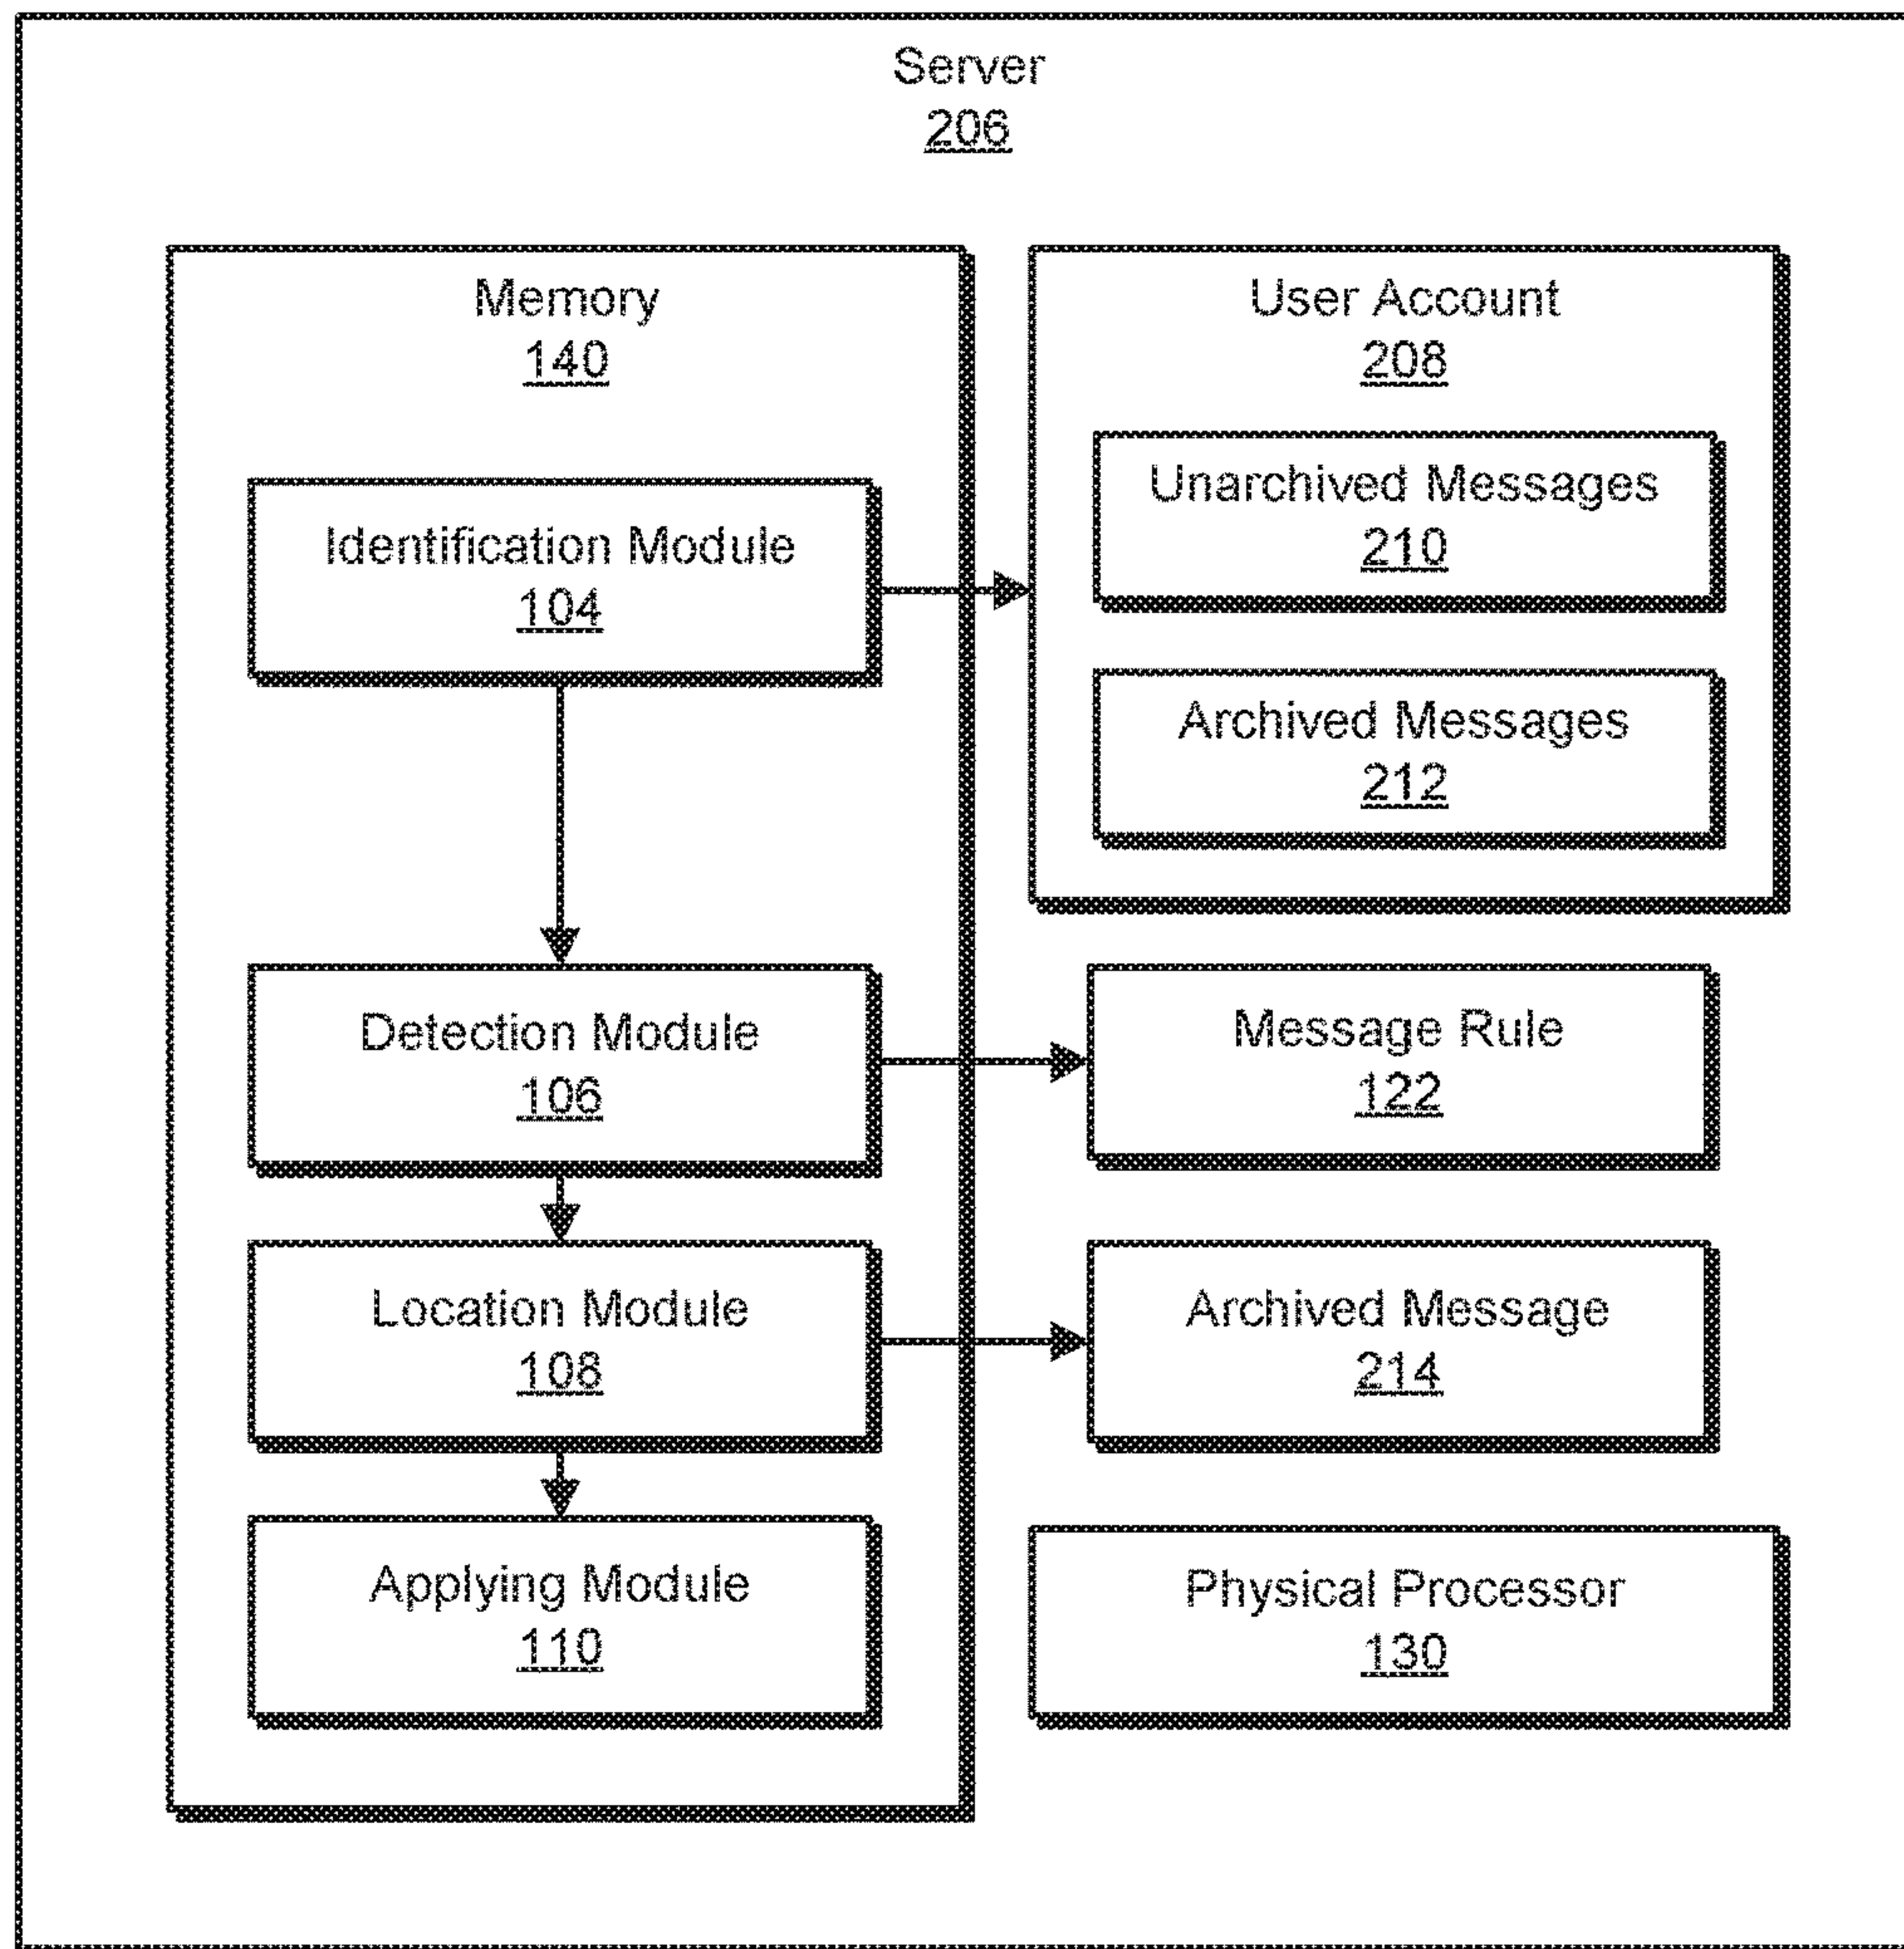 Server
206
Memory
140
Identification Module
104
Detection Module
106
Location Module
108
Applying Module
110
User Account
208
Unarchived Messages
210
Archived Messages
212
Message Rule
122
Archived Message
214
Physical Processor
130